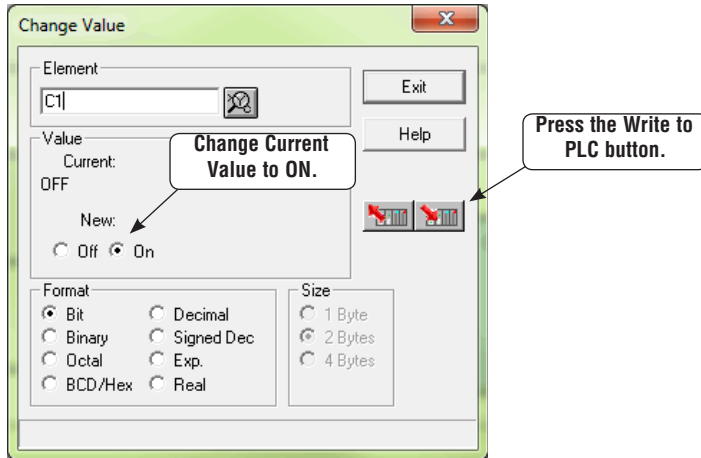 Change Value
Element
C1
Exit
Help
Value
Current:
OFF
New:
Off
On
Change Current
Value to ON.
Press the Write to
PLC button.
Format
Bit
Decimal
Binary
Signed Dec
Octal
Exp.
BCD/Hex
Real
Size
1 Byte
2 Bytes
4 Bytes